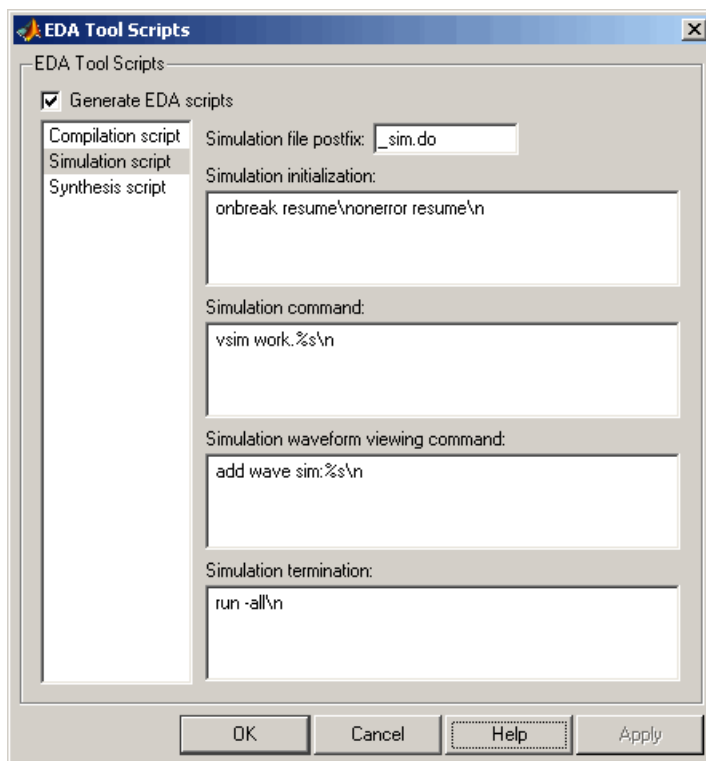 EDA Tool Scripts
EDA Tool Scripts
Generate EDA scripts
Compilation script
Simulation script
Synthesis script
Simulation file postfix: _sim.do
Simulation initialization:
onbreak resume\nonerror resume\n
Simulation command:
vsim work.%s\n
Simulation waveform viewing command:
add wave sim:%s\n
Simulation termination:
run -all\n
OK Cancel Help Apply